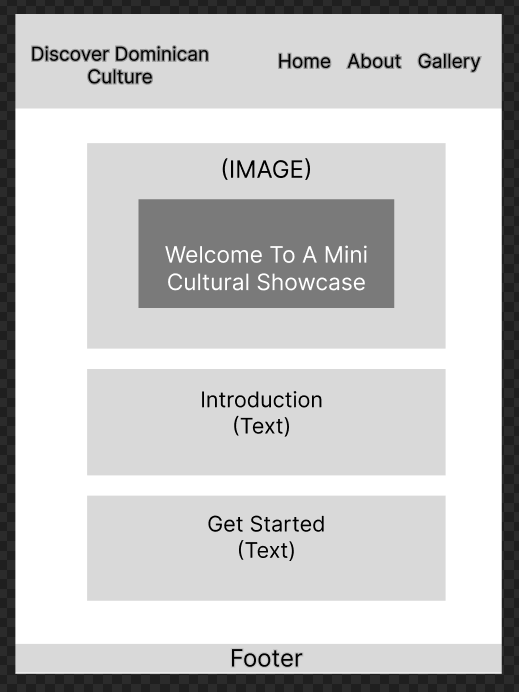 Discover Dominican
Culture
Home About Gallery
(IMAGE)
Welcome To A Mini
Cultural Showcase
Introduction
(Text)
Get Started
(Text)
Footer